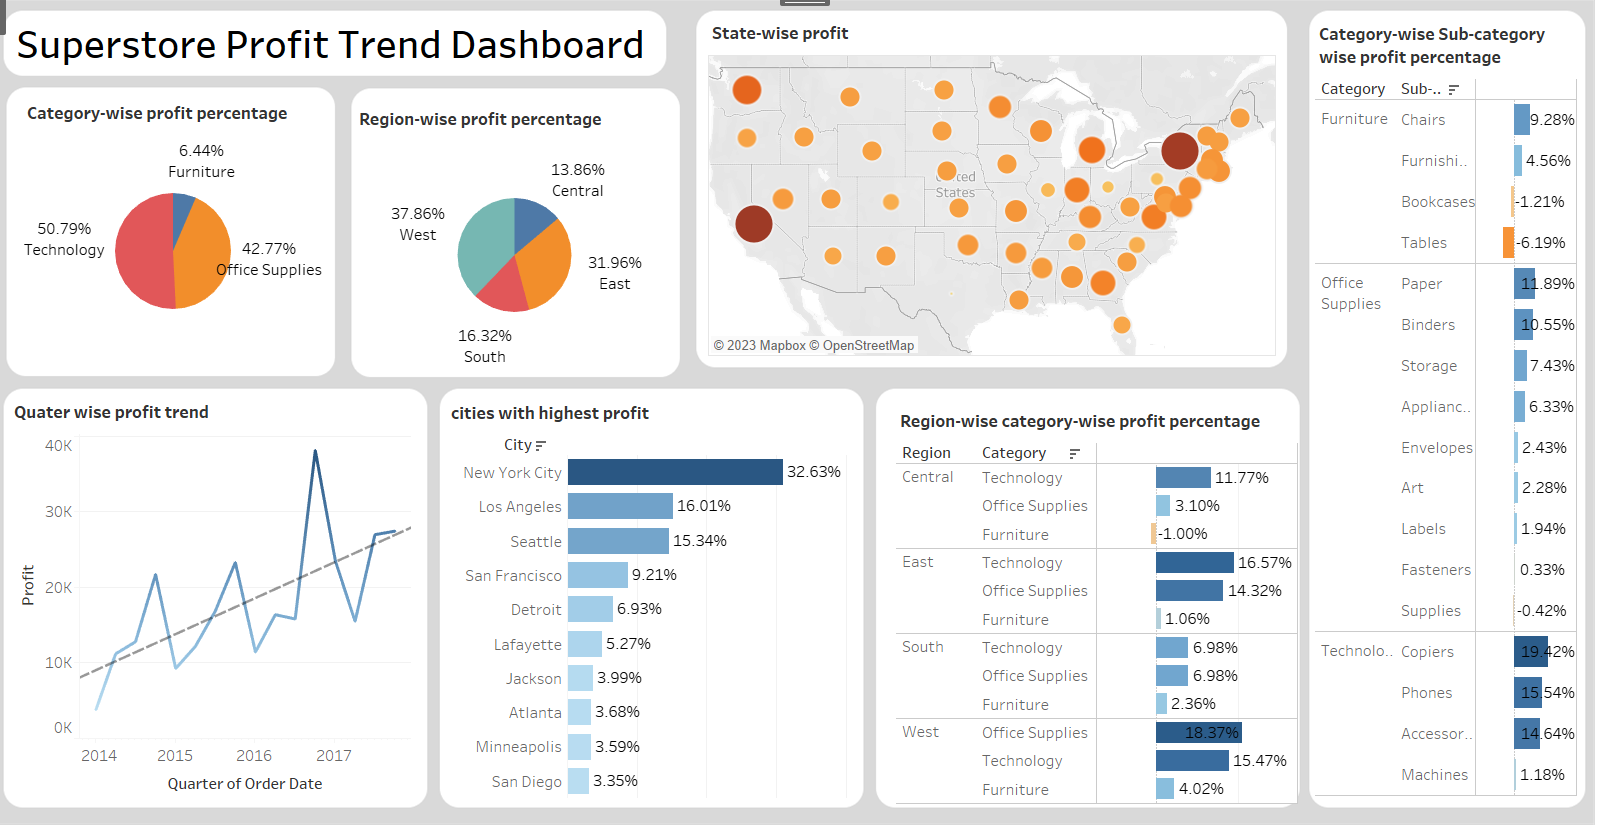 Superstore Profit Trend Dashboard
Category-wise profit percentage
6.44%
Furniture
50.79%
Technology
42.77%
Office Supplies
Region-wise profit percentage
13.86%
Central
37.86%
West
31.96%
East
16.32%
South
State-wise profit
United
States
© 2023 Mapbox © OpenStreetMap
Category-wise Sub-category
wise profit percentage
Category Sub-..
Furniture Chairs 9.28%
Furnishi.. 4.56%
Bookcases -1.21%
Tables -6.19%
Office
Supplies
Paper 11.89%
Binders 10.55%
Storage 7.43%
Applianc.. 6.33%
Envelopes 2.43%
Art 2.28%
Labels 1.94%
Fasteners 0.33%
Supplies -0.42%
Technolo.. Copiers 19.42%
Phones 15.54%
Accessor.. 14.64%
Machines 1.18%
Quater wise profit trend
40K
30K
20K
10K
0K
Profit
2014 2015 2016 2017
Quarter of Order Date
cities with highest profit
City
New York City 32.63%
Los Angeles 16.01%
Seattle 15.34%
San Francisco 9.21%
Detroit 6.93%
Lafayette 5.27%
Jackson 3.99%
Atlanta 3.68%
Minneapolis 3.59%
San Diego 3.35%
Region-wise category-wise profit percentage
Region Category
Central Technology 11.77%
Office Supplies 3.10%
Furniture -1.00%
East Technology 16.57%
Office Supplies 14.32%
Furniture 1.06%
South Technology 6.98%
Office Supplies 6.98%
Furniture 2.36%
West Office Supplies 18.37%
Technology 15.47%
Furniture 4.02%